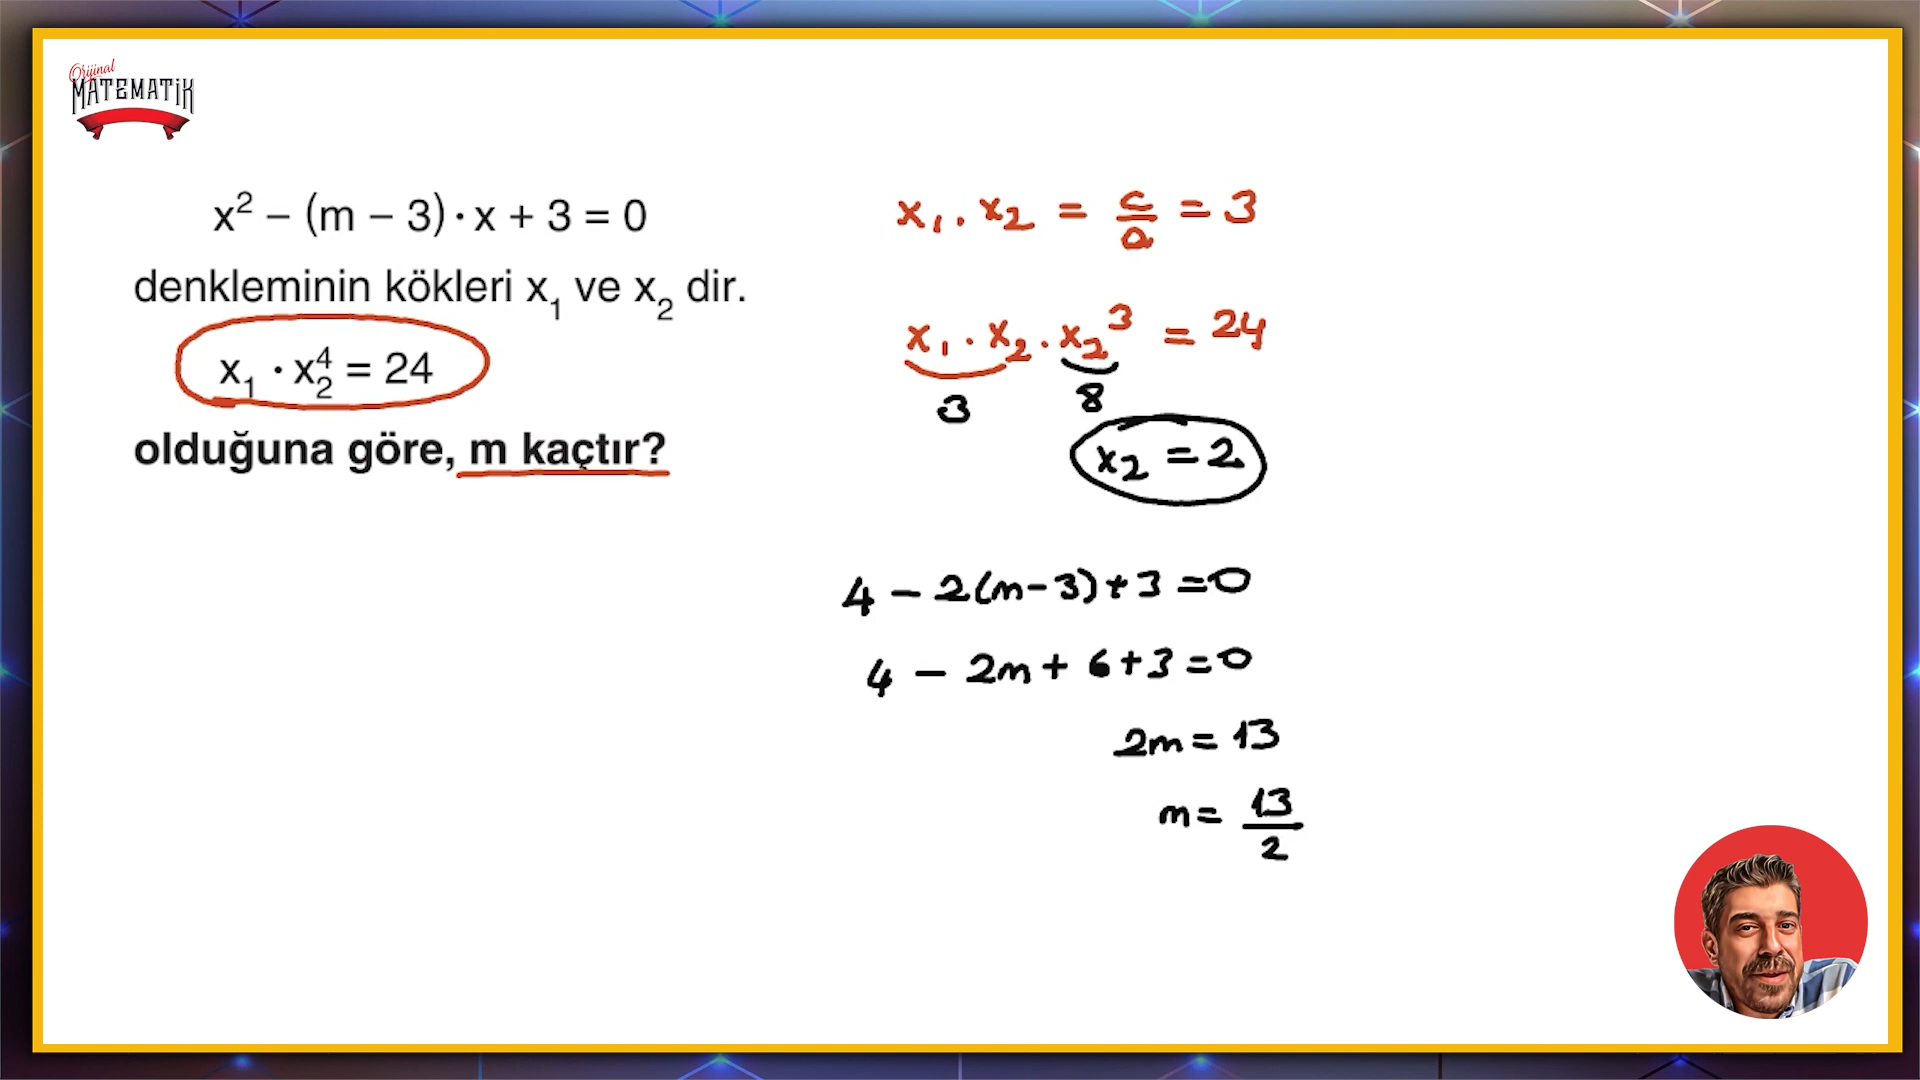 Orijinal
MATEMATİK
x² – (m – 3) · x + 3 = 0
denkleminin kökleri x₁ ve x₂ dir.
x₁ · x₂⁴ = 24
olduğuna göre, m kaçtır?
x₁ . x₂ = c/a = 3
x₁ . x₂ . x₂³ = 24
3 8
x₂ = 2
4 – 2(m–3)+3 =0
4 – 2m + 6+3 =0
2m = 13
m = 13/2